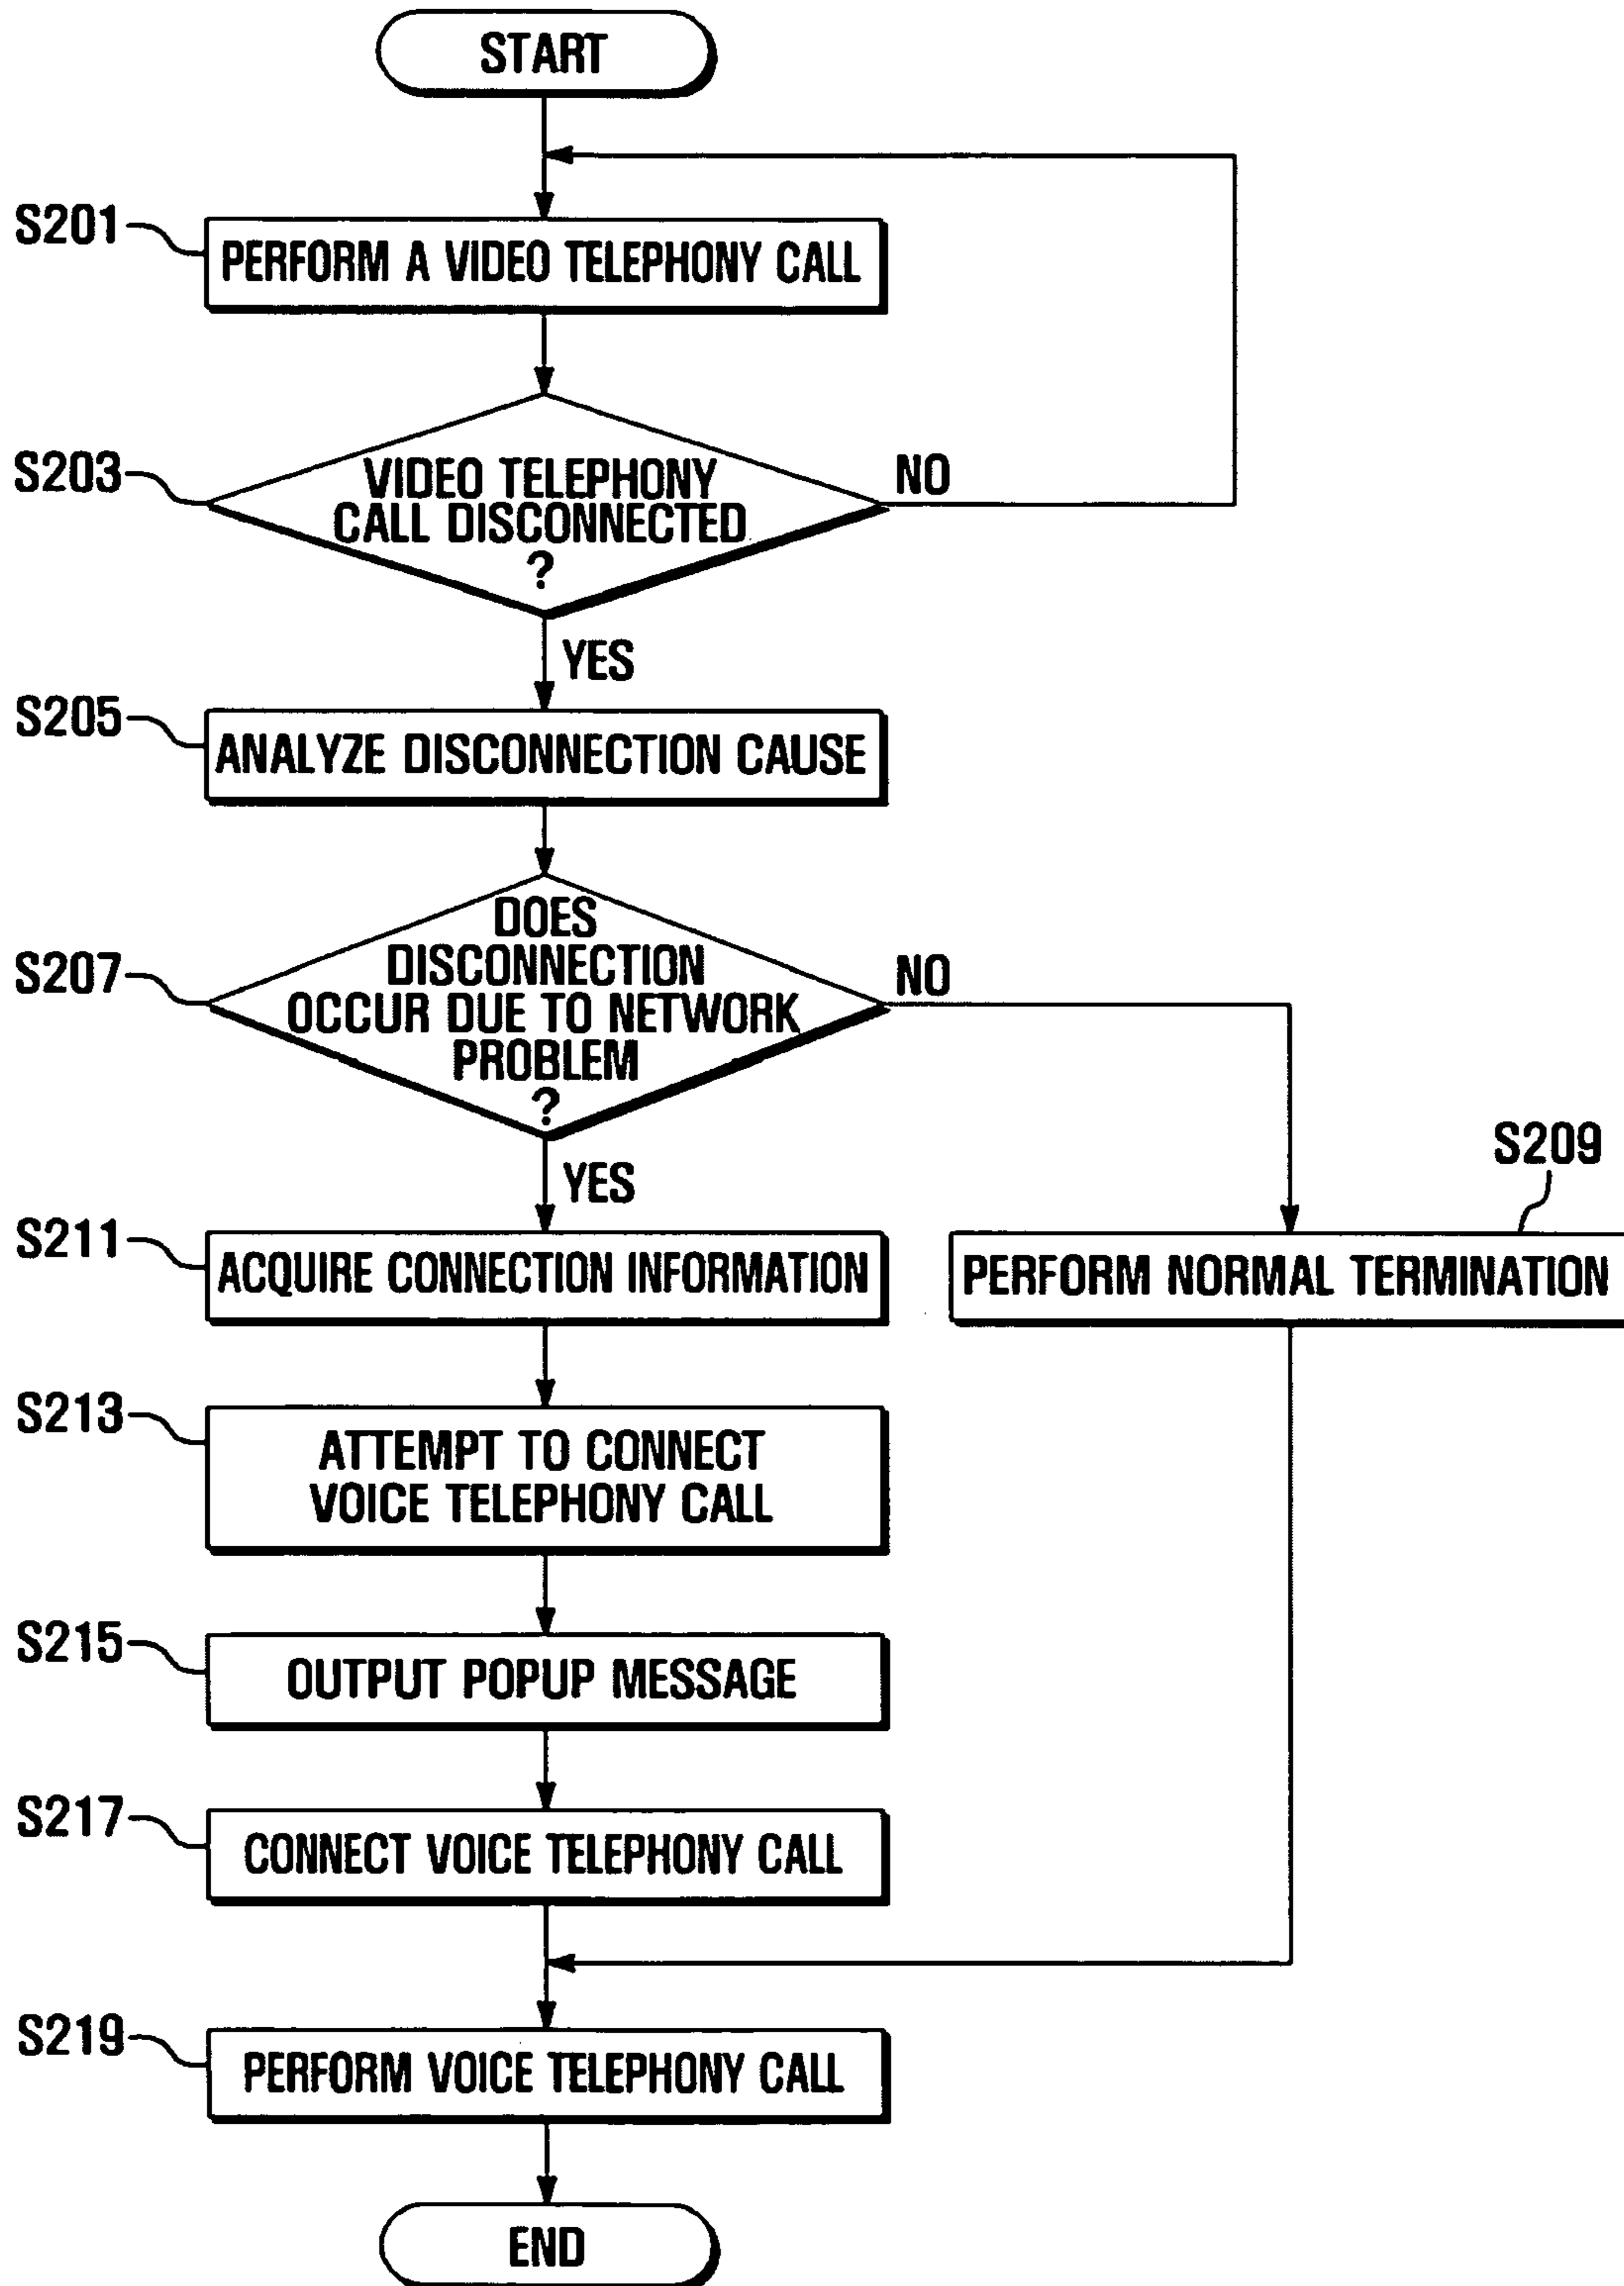 START
S201
PERFORM A VIDEO TELEPHONY CALL
S203
VIDEO TELEPHONY
CALL DISCONNECTED
?
NO
YES
S205
ANALYZE DISCONNECTION CAUSE
S207
DOES
DISCONNECTION
OCCUR DUE TO NETWORK
PROBLEM
?
NO
YES
S209
PERFORM NORMAL TERMINATION
S211
ACQUIRE CONNECTION INFORMATION
S213
ATTEMPT TO CONNECT
VOICE TELEPHONY CALL
S215
OUTPUT POPUP MESSAGE
S217
CONNECT VOICE TELEPHONY CALL
S219
PERFORM VOICE TELEPHONY CALL
END